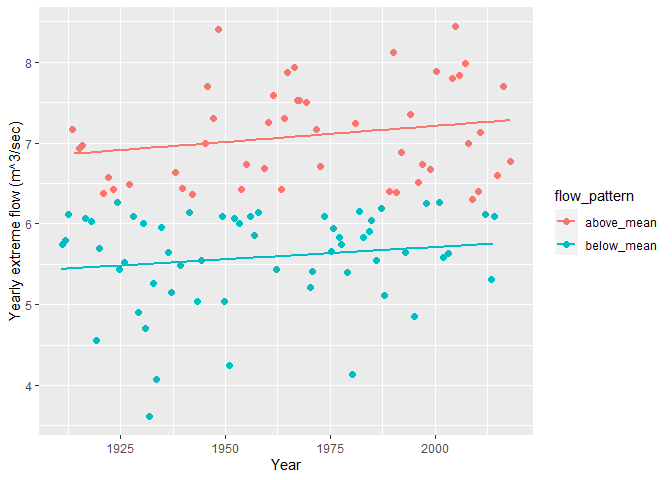 8
7
6
5
4
Yearly extreme flow (m^3/sec)
1925
1950
1975
2000
Year
flow_pattern
above_mean
below_mean